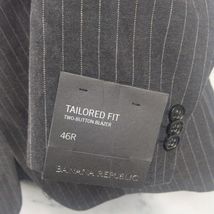 TAILORED FIT
TWO-BUTTON BLAZER
46R
BANANA REPUBLIC